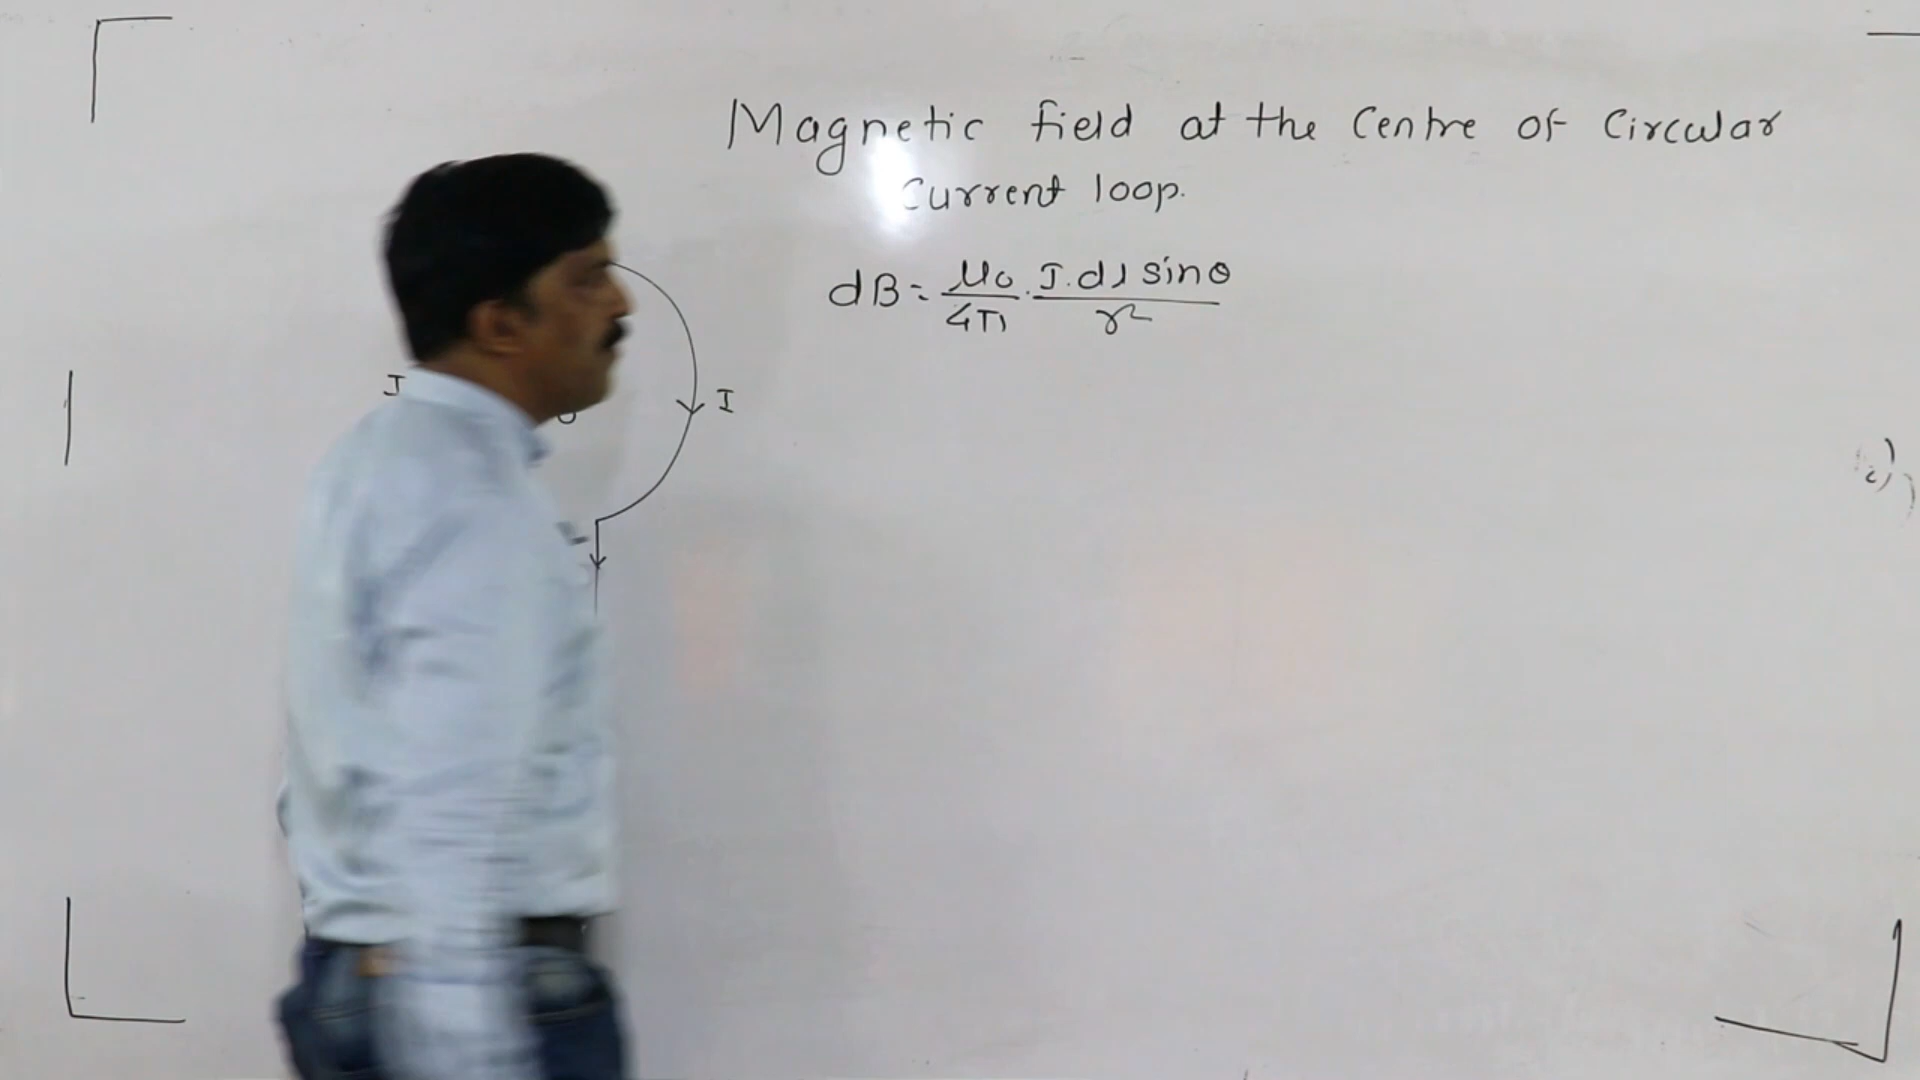 Magnetic field at the Centre of Circular
Current loop.
dB = μ₀/4π . I.dl sinθ/r²
I
I